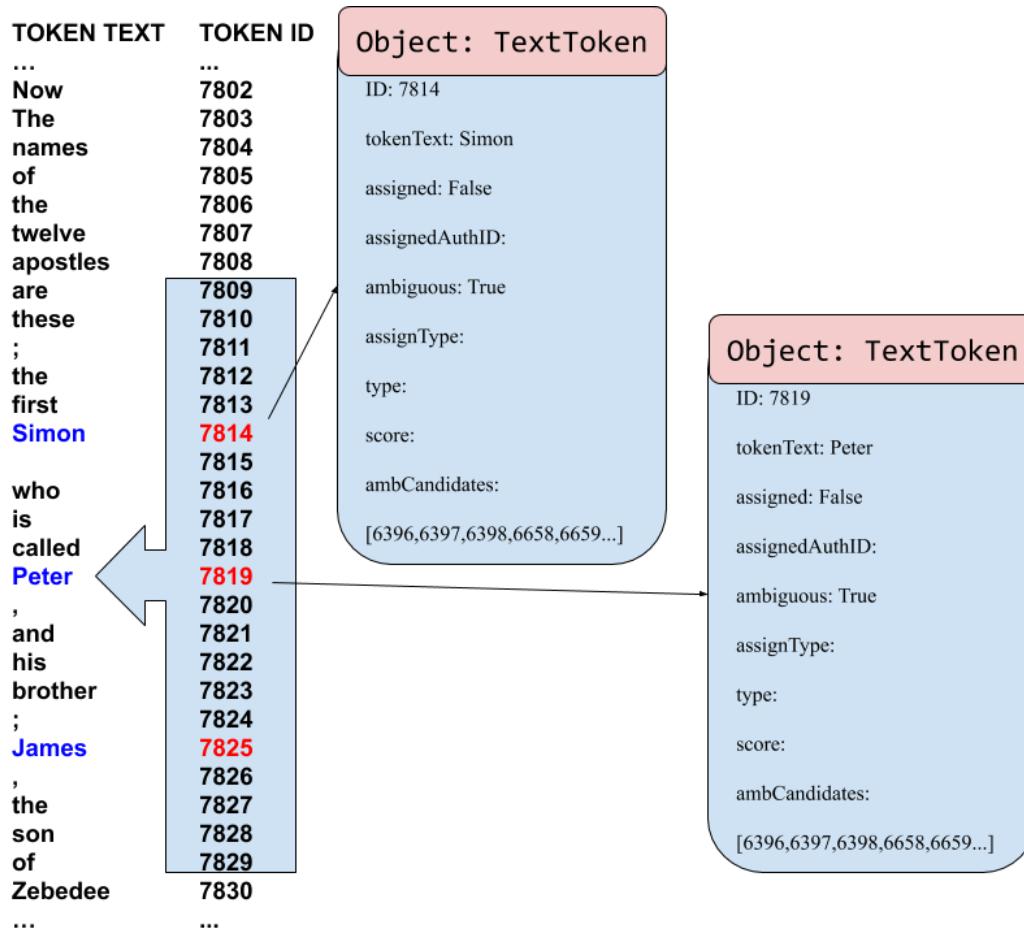 TOKEN TEXT TOKEN ID
... ...
Now 7802
The 7803
names 7804
of 7805
the 7806
twelve 7807
apostles 7808
are 7809
these 7810
; 7811
the 7812
first 7813
Simon 7814
7815
who 7816
is 7817
called 7818
Peter 7819
, 7820
and 7821
his 7822
brother 7823
; 7824
James 7825
, 7826
the 7827
son 7828
of 7829
Zebedee 7830
... ...
Object: TextToken
ID: 7814
tokenText: Simon
assigned: False
assignedAuthID:
ambiguous: True
assignType:
type:
score:
ambCandidates:
[6396,6397,6398,6658,6659...]
Object: TextToken
ID: 7819
tokenText: Peter
assigned: False
assignedAuthID:
ambiguous: True
assignType:
type:
score:
ambCandidates:
[6396,6397,6398,6658,6659...]